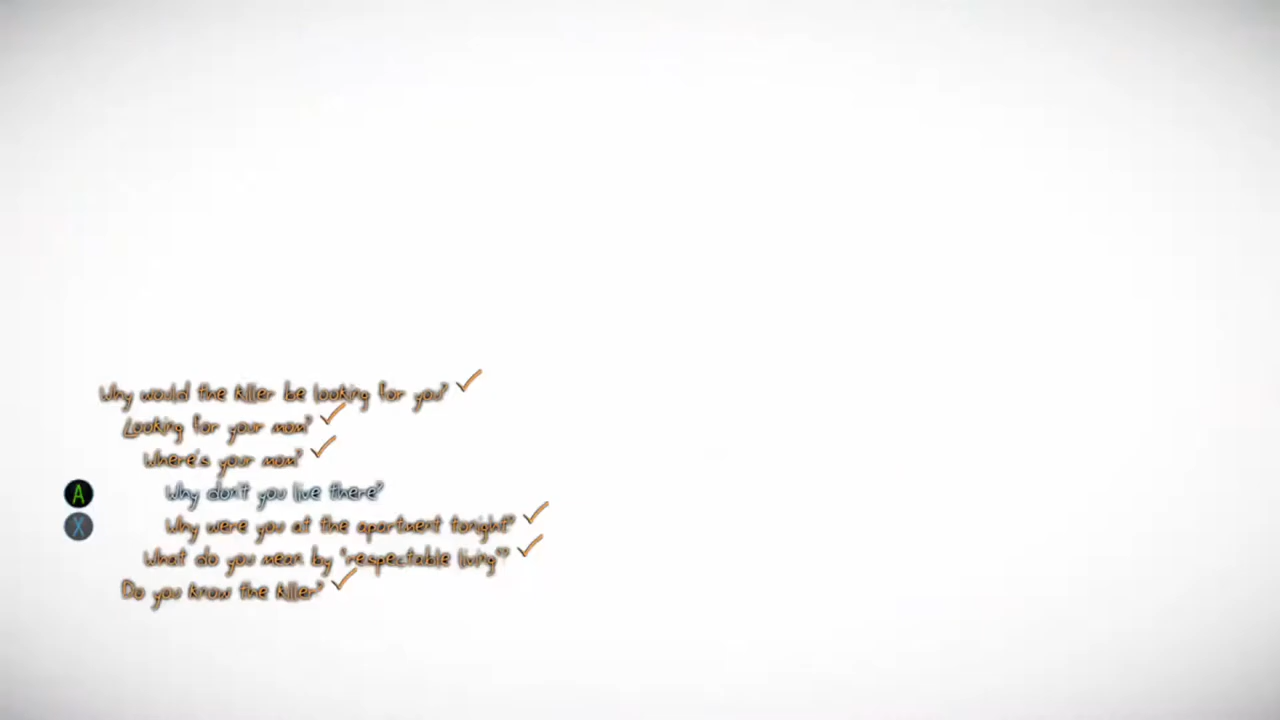 Why would the killer be looking for you?
Looking for your mom?
Where's your mom?
A Why don't you live there?
X Why were you at the apartment tonight?
What do you mean by "respectable living"?
Do you know the killer?